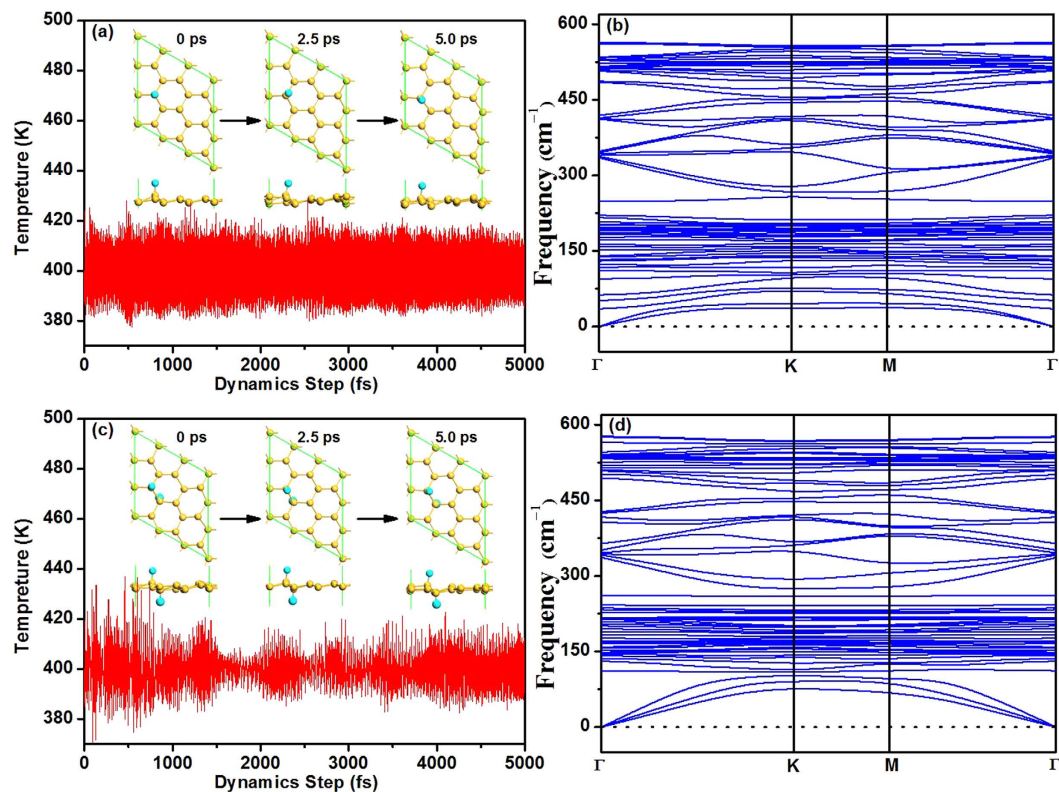 (a)
0 ps
2.5 ps
5.0 ps
500
480
460
440
420
400
380
Tempreture (K)
0
1000
2000
3000
4000
5000
Dynamics Step (fs)
(b)
600
450
300
150
0
Frequency (cm⁻¹)
Γ
K
M
Γ
(c)
0 ps
2.5 ps
5.0 ps
500
480
460
440
420
400
380
Tempreture (K)
0
1000
2000
3000
4000
5000
Dynamics Step (fs)
(d)
600
450
300
150
0
Frequency (cm⁻¹)
Γ
K
M
Γ